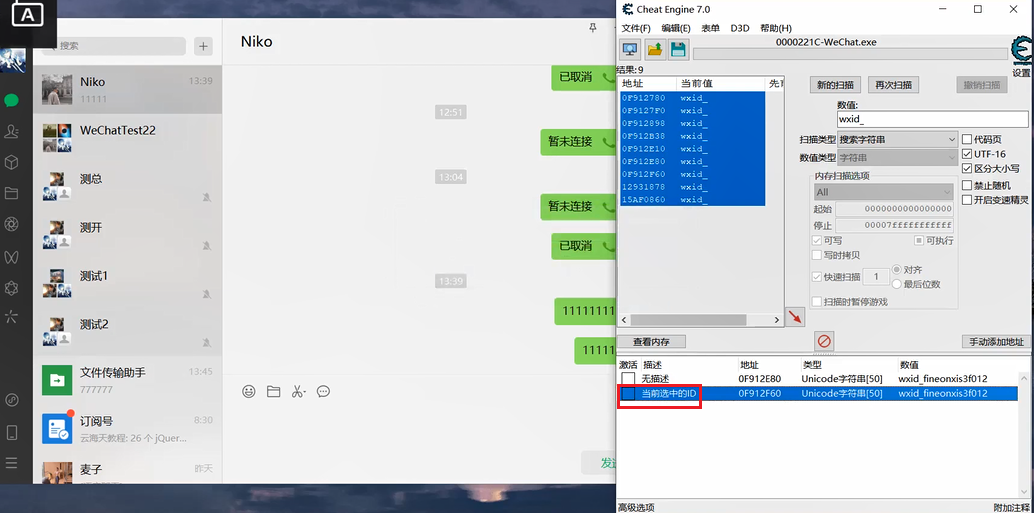 A
搜索
+
Niko
13:39
11111
WeChatTest22
测总
测开
测试1
测试2
文件传输助手
13:45
777777
订阅号
8:30
云海天教程: 26 个 jQuer...
麦子
昨天
Niko
已取消
12:51
暂未连接
13:04
暂未连接
已取消
13:39
11111111
11111
Cheat Engine 7.0
文件(F) 编辑(E) 表单 D3D 帮助(H)
0000221C-WeChat.exe
设置
结果: 9
地址 当前值
0F912780 wxid_
0F9127F0 wxid_
0F912898 wxid_
0F912B38 wxid_
0F912E10 wxid_
0F912E80 wxid_
0F912F60 wxid_
12931878 wxid_
15AF0860 wxid_
新的扫描 再次扫描 撤销扫描
数值:
wxid_
扫描类型 搜索字符串
数值类型 字符串
代码页
UTF-16
区分大小写
禁止随机
开启变速精灵
内存扫描选项
All
起始 0000000000000000
停止 00007fffffffffff
可写 可执行
写时拷贝
快速扫描 1 对齐
最后位数
扫描时暂停游戏
查看内存 手动添加地址
激活 描述 地址 类型 数值
无描述 0F912E80 Unicode字符串[50] wxid_fineonxis3f012
当前选中的ID 0F912F60 Unicode字符串[50] wxid_fineonxis3f012
高级选项 附加注释